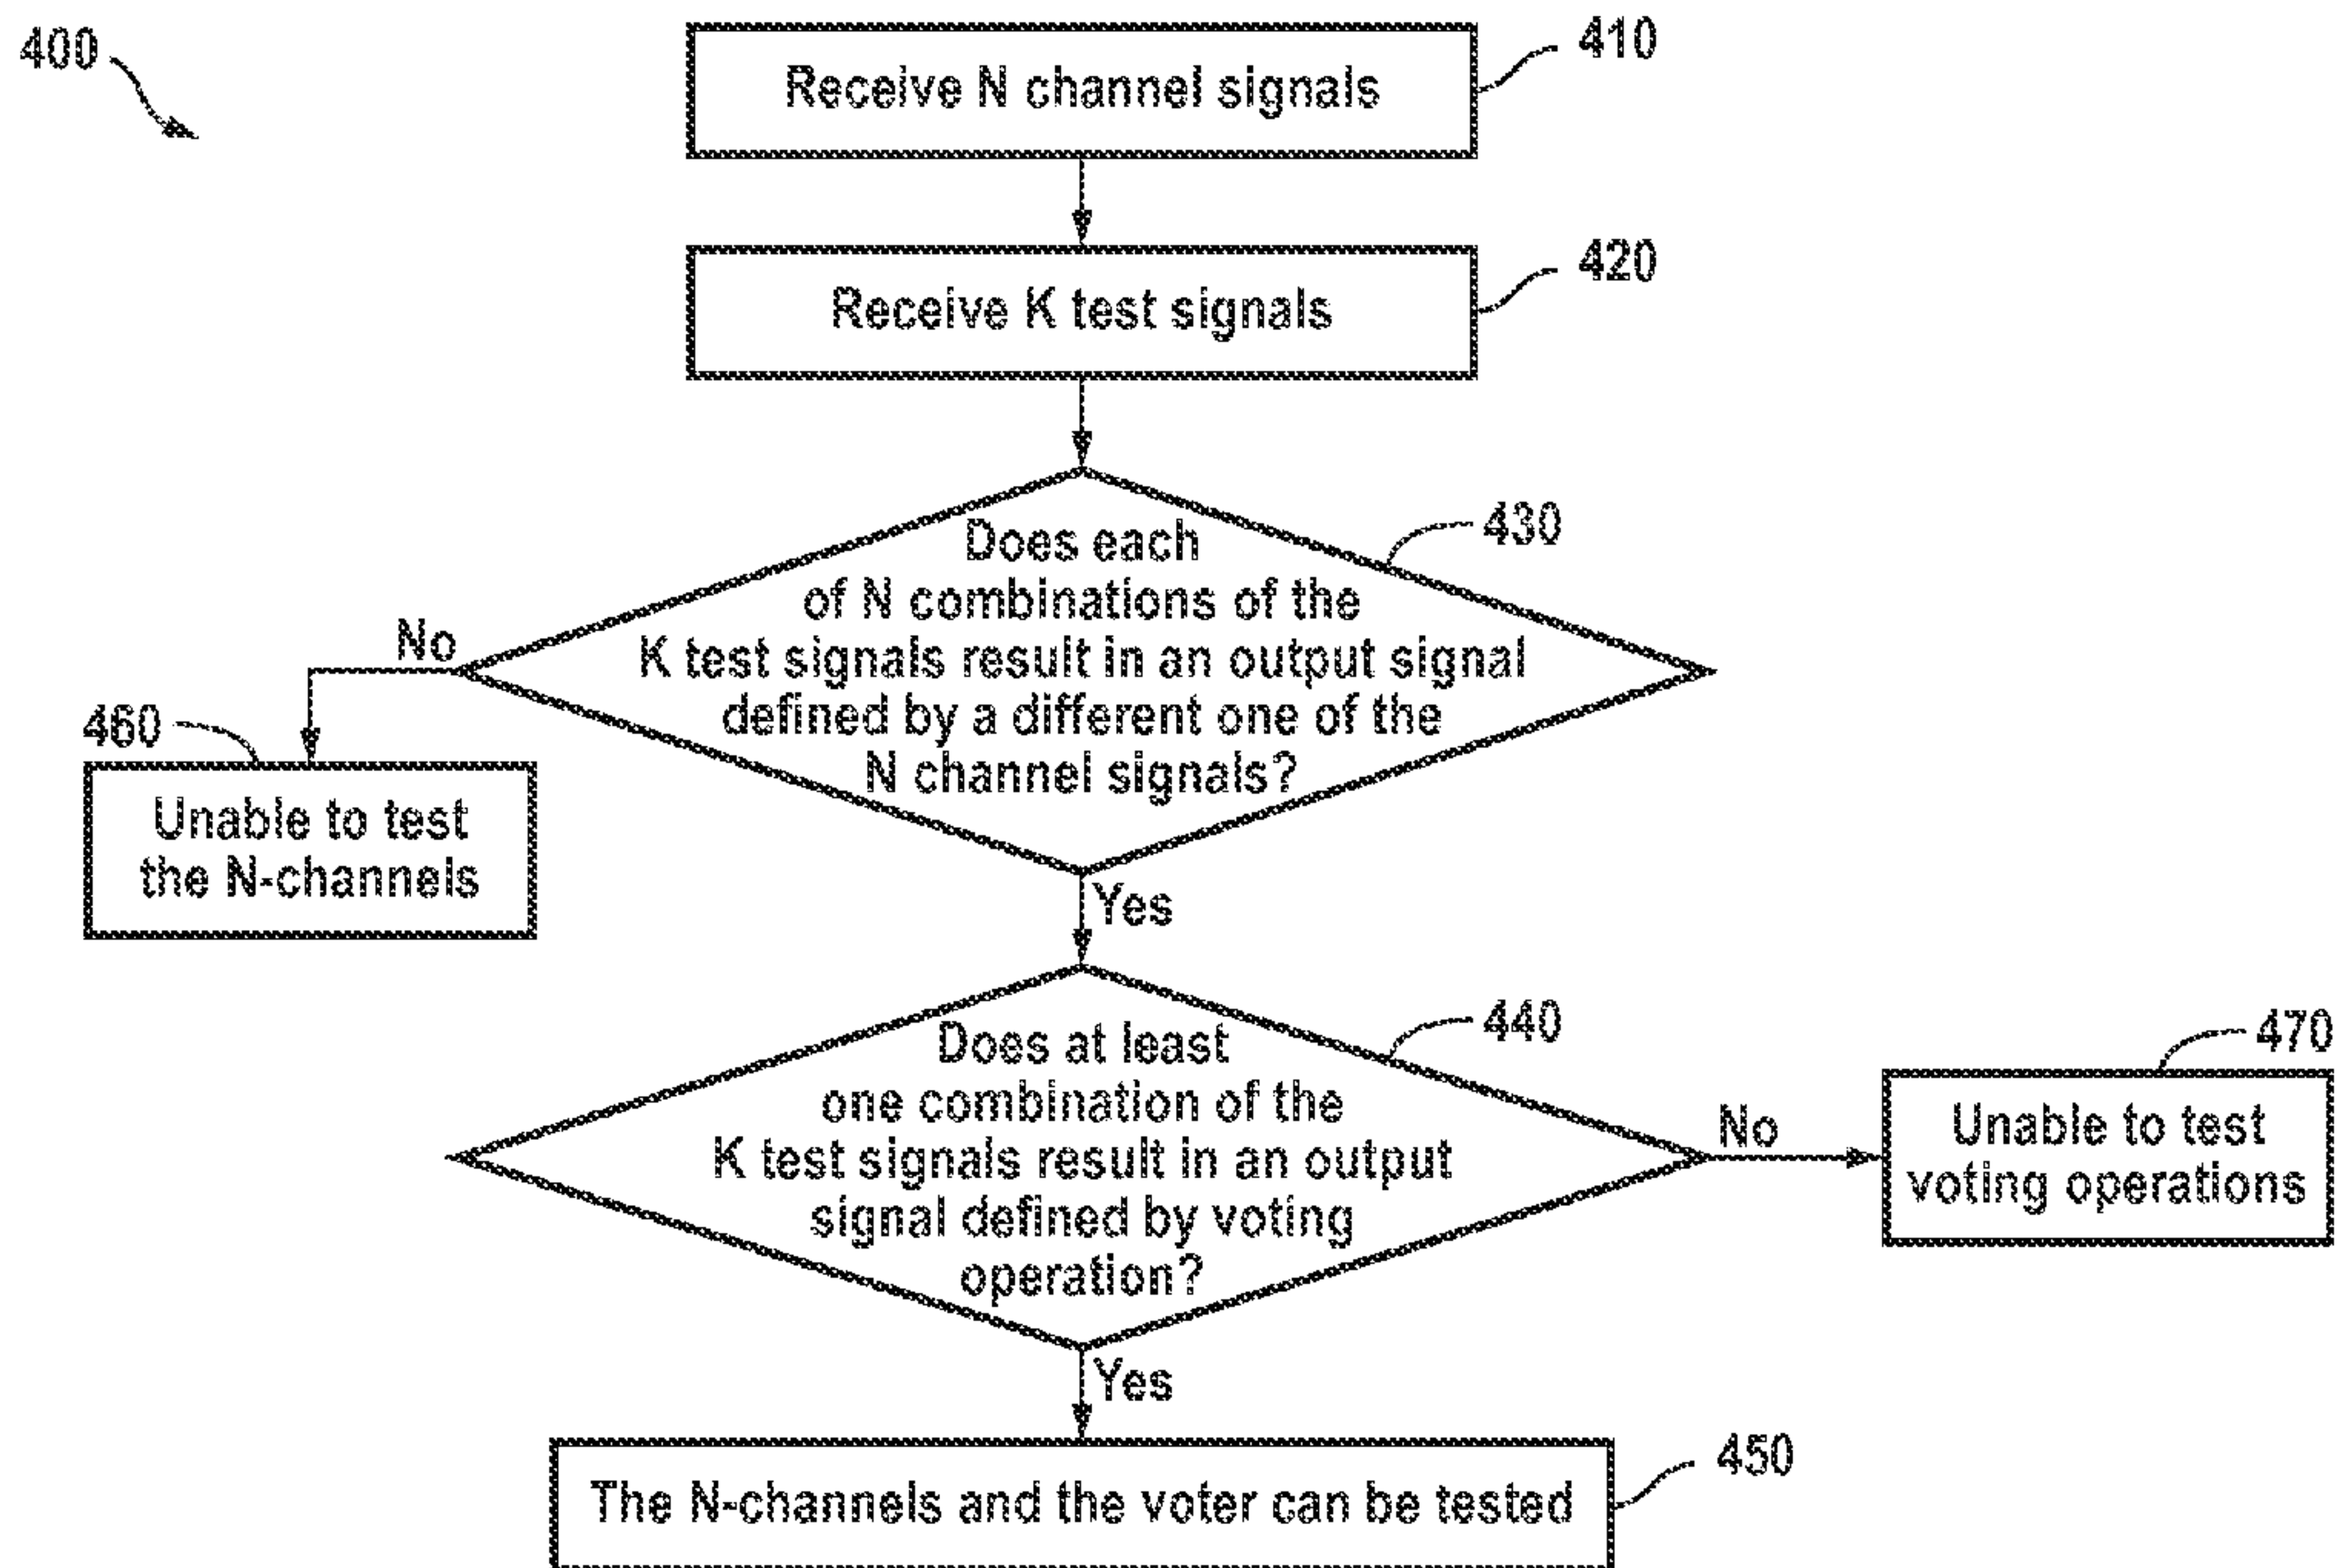 400
410
Receive N channel signals
420
Receive K test signals
430
Does each
of N combinations of the
K test signals result in an output signal
defined by a different one of the
N channel signals?
No
460
Unable to test
the N-channels
Yes
440
Does at least
one combination of the
K test signals result in an output
signal defined by voting
operation?
No
470
Unable to test
voting operations
Yes
450
The N-channels and the voter can be tested